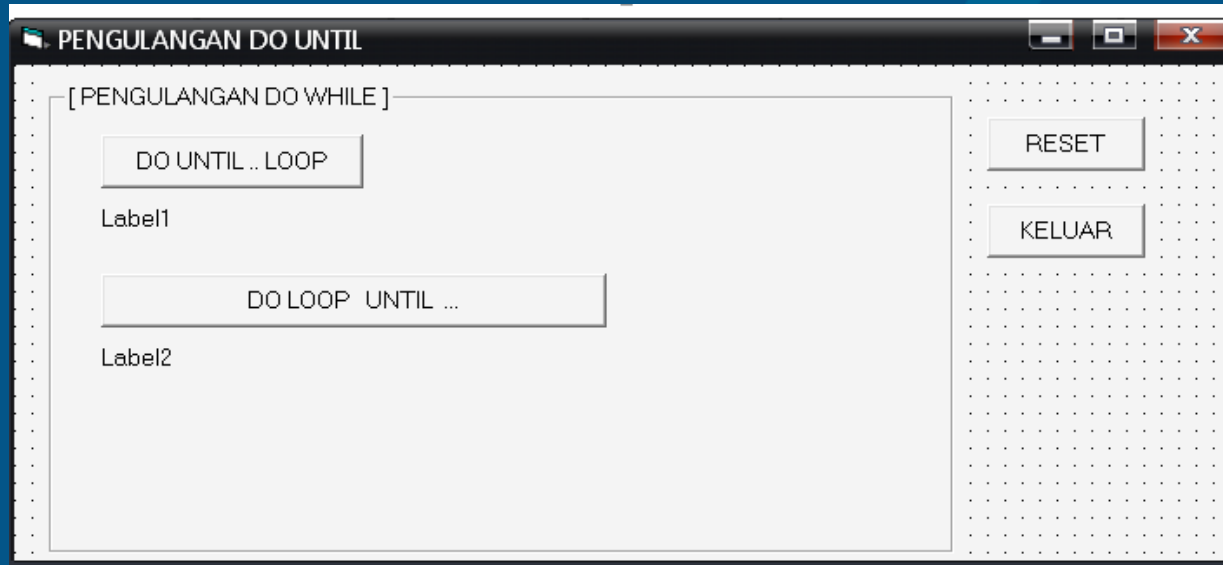 PENGULANGAN DO UNTIL
[ PENGULANGAN DO WHILE ]
DO UNTIL .. LOOP
RESET
Label1
KELUAR
DO LOOP UNTIL ...
Label2